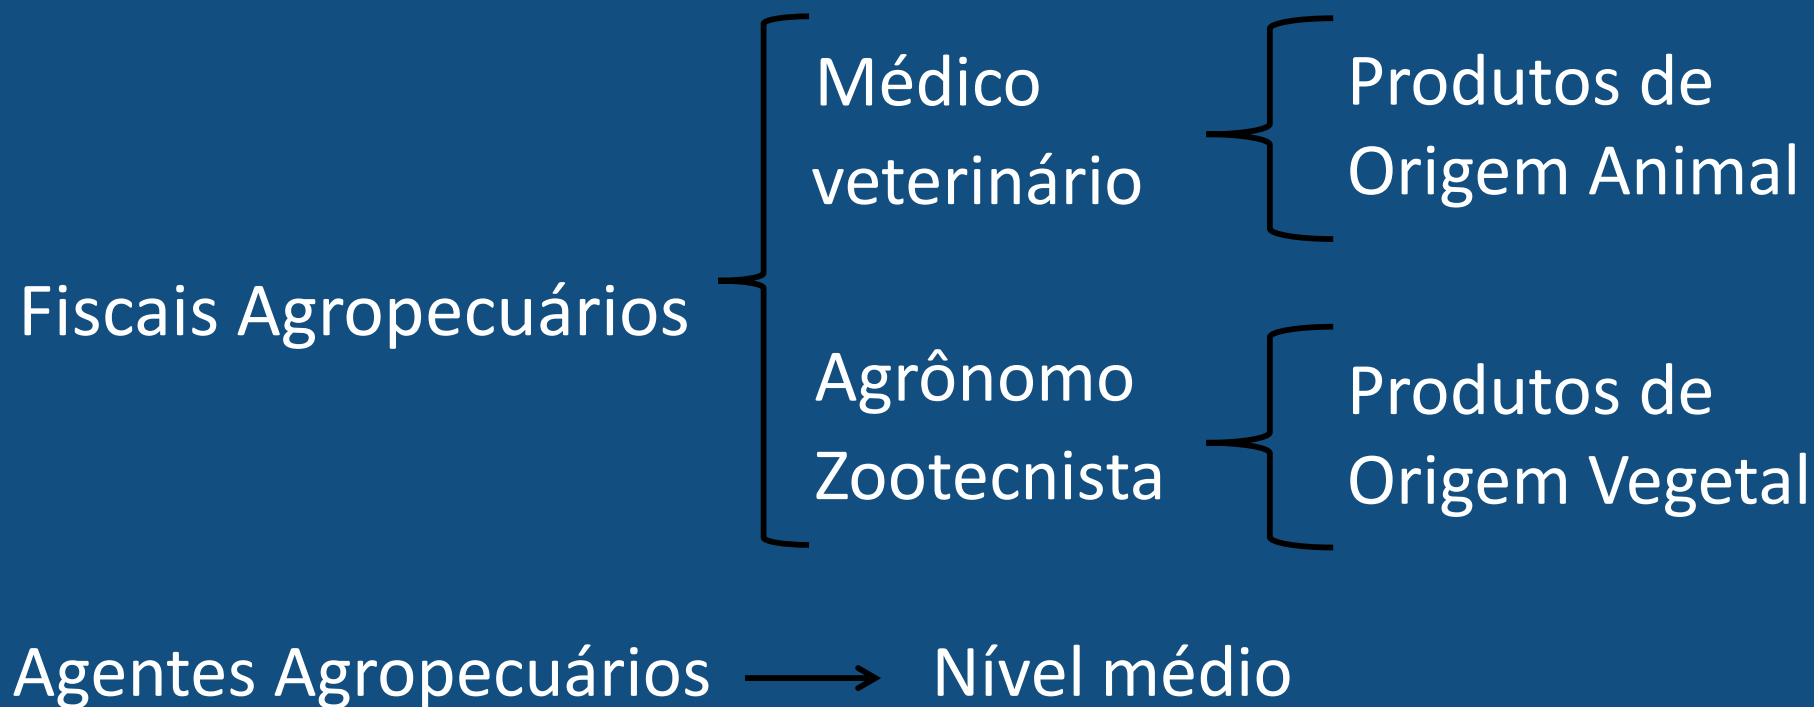 Médico
veterinário
Produtos de
Origem Animal
Fiscais Agropecuários
Agrônomo
Zootecnista
Produtos de
Origem Vegetal
Agentes Agropecuários
Nível médio